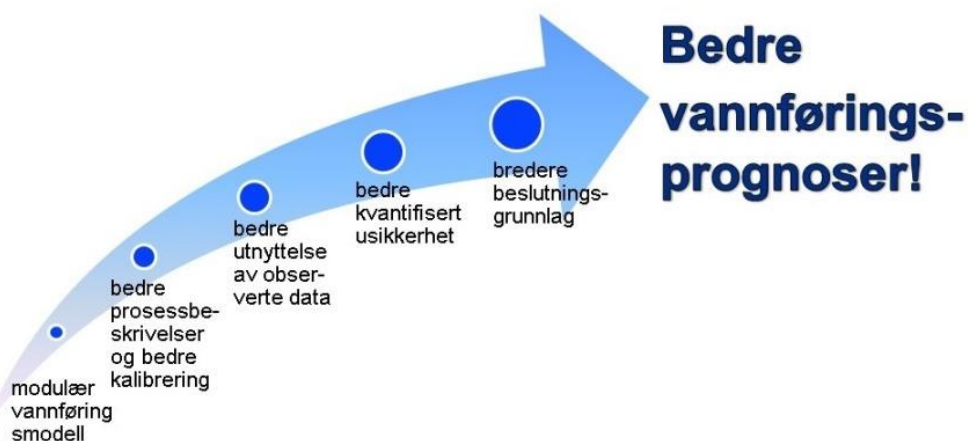 modulær
vannføring
smodell
bedre
prosessbe-
skrivelser
og bedre
kalibrering
bedre
utnyttelse
av obser-
verte data
bedre
kvantifisert
usikkerhet
bredere
beslutnings-
grunnlag
Bedre
vannførings-
prognoser!